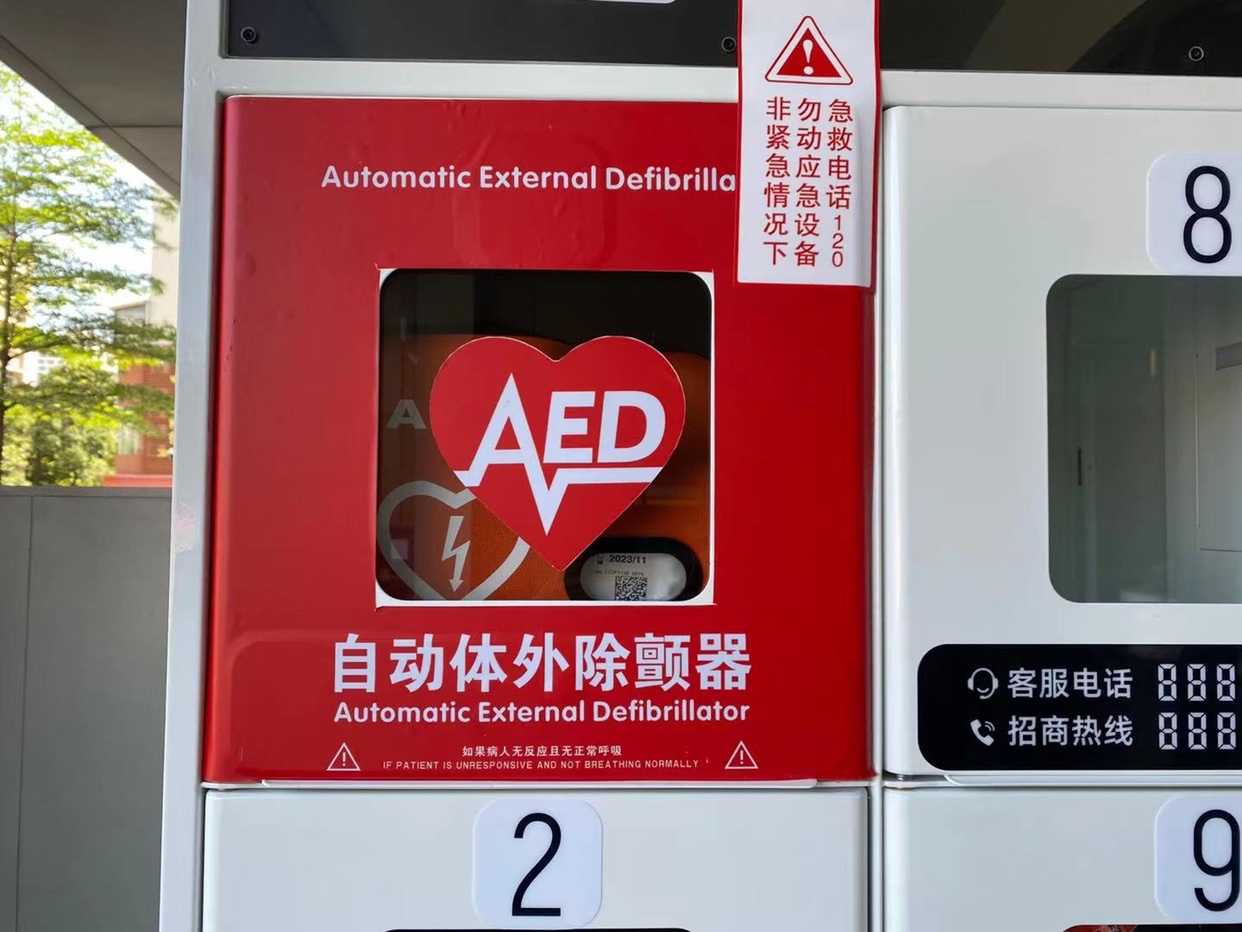 Automatic External Defibrilla
急救电话120
勿动应急设备
非紧急情况下
8
A
AED
2023/11
自动体外除颤器
Automatic External Defibrillator
如果病人无反应且无正常呼吸
IF PATIENT IS UNRESPONSIVE AND NOT BREATHING NORMALLY
客服电话 888
招商热线 888
2
9